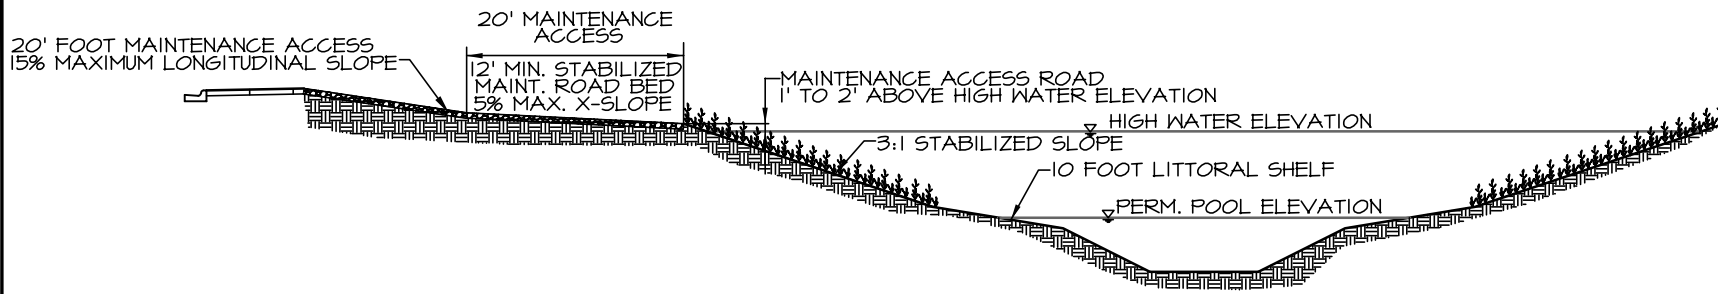 20' MAINTENANCE
ACCESS
20' FOOT MAINTENANCE ACCESS
15% MAXIMUM LONGITUDINAL SLOPE
12' MIN. STABILIZED
MAINT. ROAD BED
5% MAX. X-SLOPE
MAINTENANCE ACCESS ROAD
1' TO 2' ABOVE HIGH WATER ELEVATION
HIGH WATER ELEVATION
3:1 STABILIZED SLOPE
10 FOOT LITTORAL SHELF
PERM. POOL ELEVATION